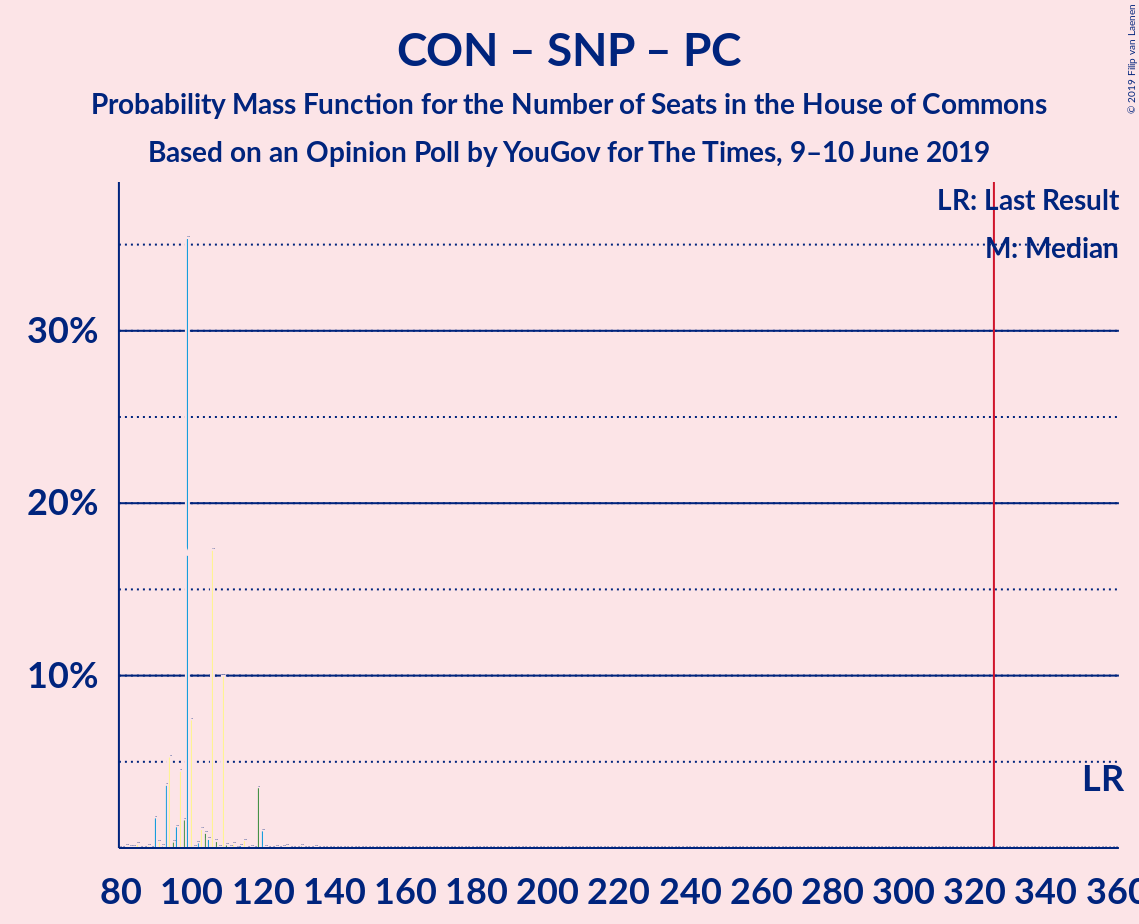 CON – SNP – PC
Probability Mass Function for the Number of Seats in the House of Commons
Based on an Opinion Poll by YouGov for The Times, 9–10 June 2019
© 2019 Filip van Laenen
LR: Last Result
M: Median
30%
20%
10%
LR
80 100 120 140 160 180 200 220 240 260 280 300 320 340 360